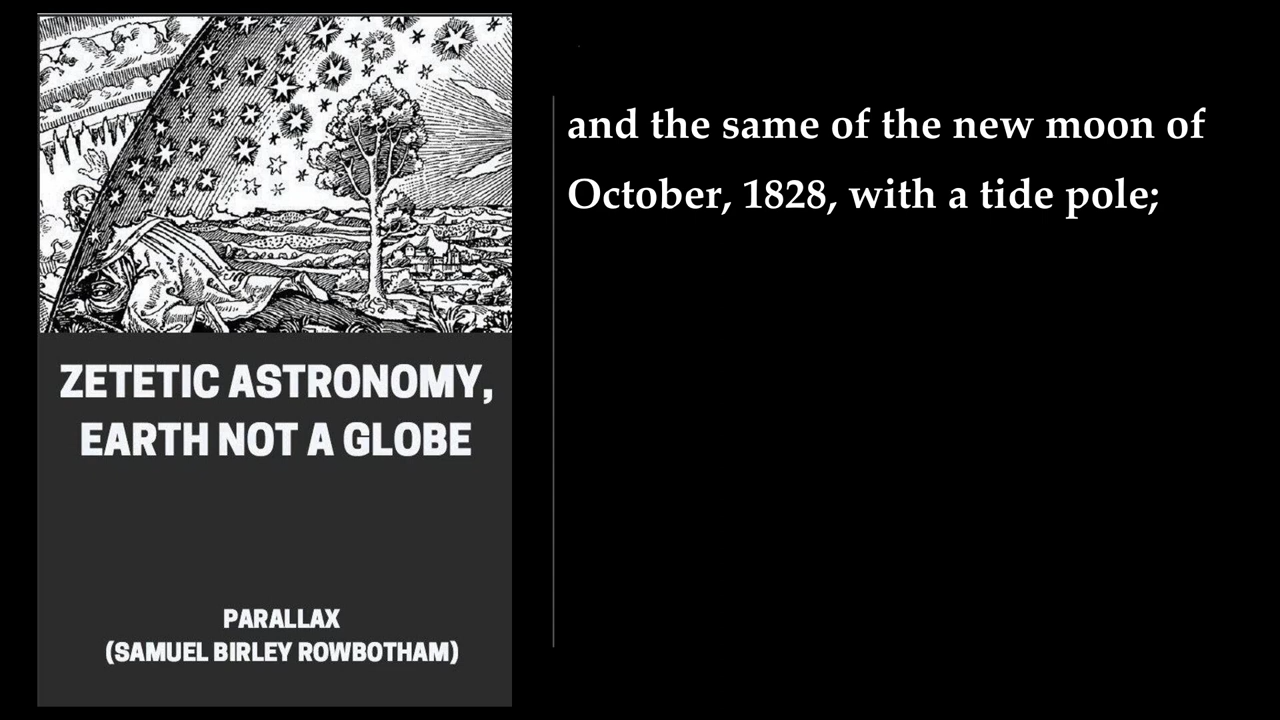 ZETETIC ASTRONOMY,
EARTH NOT A GLOBE
PARALLAX
(SAMUEL BIRLEY ROWBOTHAM)
and the same of the new moon of
October, 1828, with a tide pole;